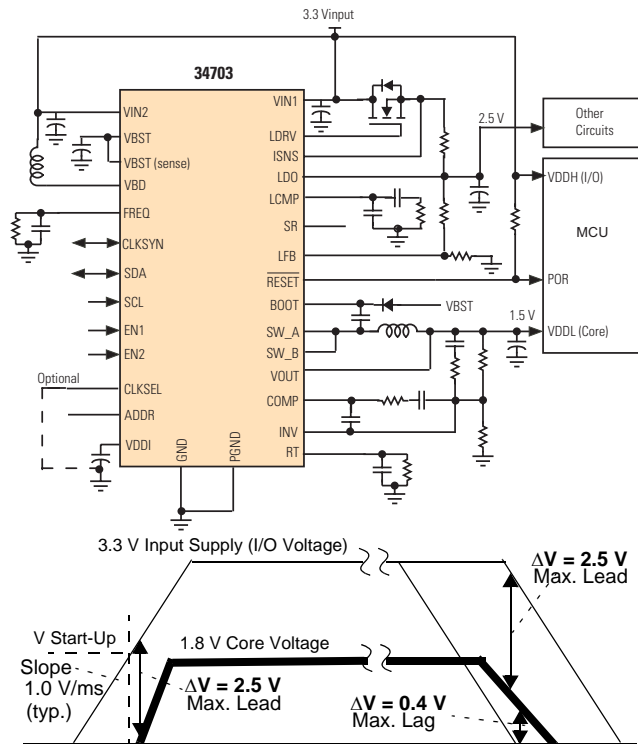 3.3 Vinput
34703
VIN1
VIN2
VBST
VBST (sense)
VBD
FREQ
CLKSYN
SDA
SCL
EN1
EN2
Optional
CLKSEL
ADDR
VDDI
GND
PGND
LDRV
ISNS
LDO
LCMP
SR
LFB
RESET
BOOT
VBST
SW_A
SW_B
VOUT
COMP
INV
RT
2.5 V
Other
Circuits
VDDH (I/O)
MCU
POR
1.5 V
VDDL (Core)
3.3 V Input Supply (I/O Voltage)
ΔV = 2.5 V
Max. Lead
V Start-Up
1.8 V Core Voltage
Slope
1.0 V/ms
(typ.)
ΔV = 2.5 V
Max. Lead
ΔV = 0.4 V
Max. Lag